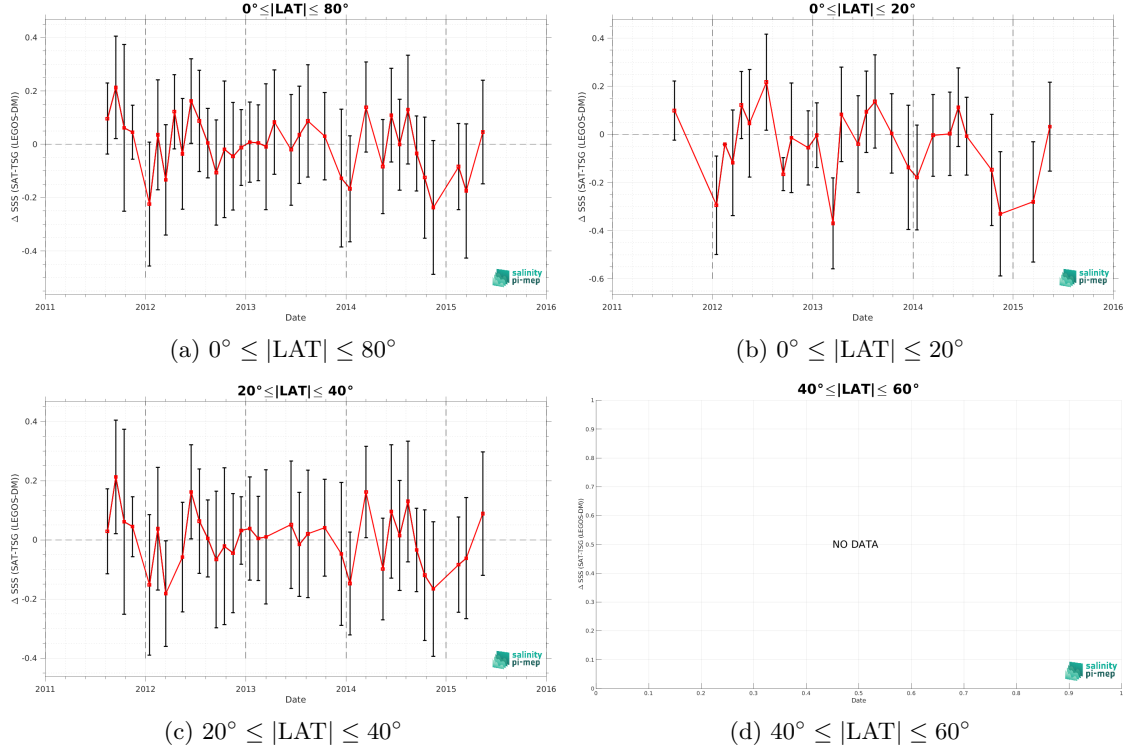 0°≤|LAT|≤ 80°
Δ SSS (SAT-TSG (LEGOS-DM))
0.4
0.2
0
-0.2
-0.4
2011 2012 2013 2014 2015 2016
Date
salinity
pi-mep
(a) 0° ≤ |LAT| ≤ 80°
0°≤|LAT|≤ 20°
Δ SSS (SAT-TSG (LEGOS-DM))
0.4
0.2
0
-0.2
-0.4
-0.6
2011 2012 2013 2014 2015 2016
Date
salinity
pi-mep
(b) 0° ≤ |LAT| ≤ 20°
20°≤|LAT|≤ 40°
Δ SSS (SAT-TSG (LEGOS-DM))
0.4
0.2
0
-0.2
-0.4
2011 2012 2013 2014 2015 2016
Date
salinity
pi-mep
(c) 20° ≤ |LAT| ≤ 40°
40°≤|LAT|≤ 60°
Δ SSS (SAT-TSG (LEGOS-DM))
1
0.9
0.8
0.7
0.6
0.5
0.4
0.3
0.2
0.1
0
NO DATA
0 0.1 0.2 0.3 0.4 0.5 0.6 0.7 0.8 0.9 1
Date
salinity
pi-mep
(d) 40° ≤ |LAT| ≤ 60°